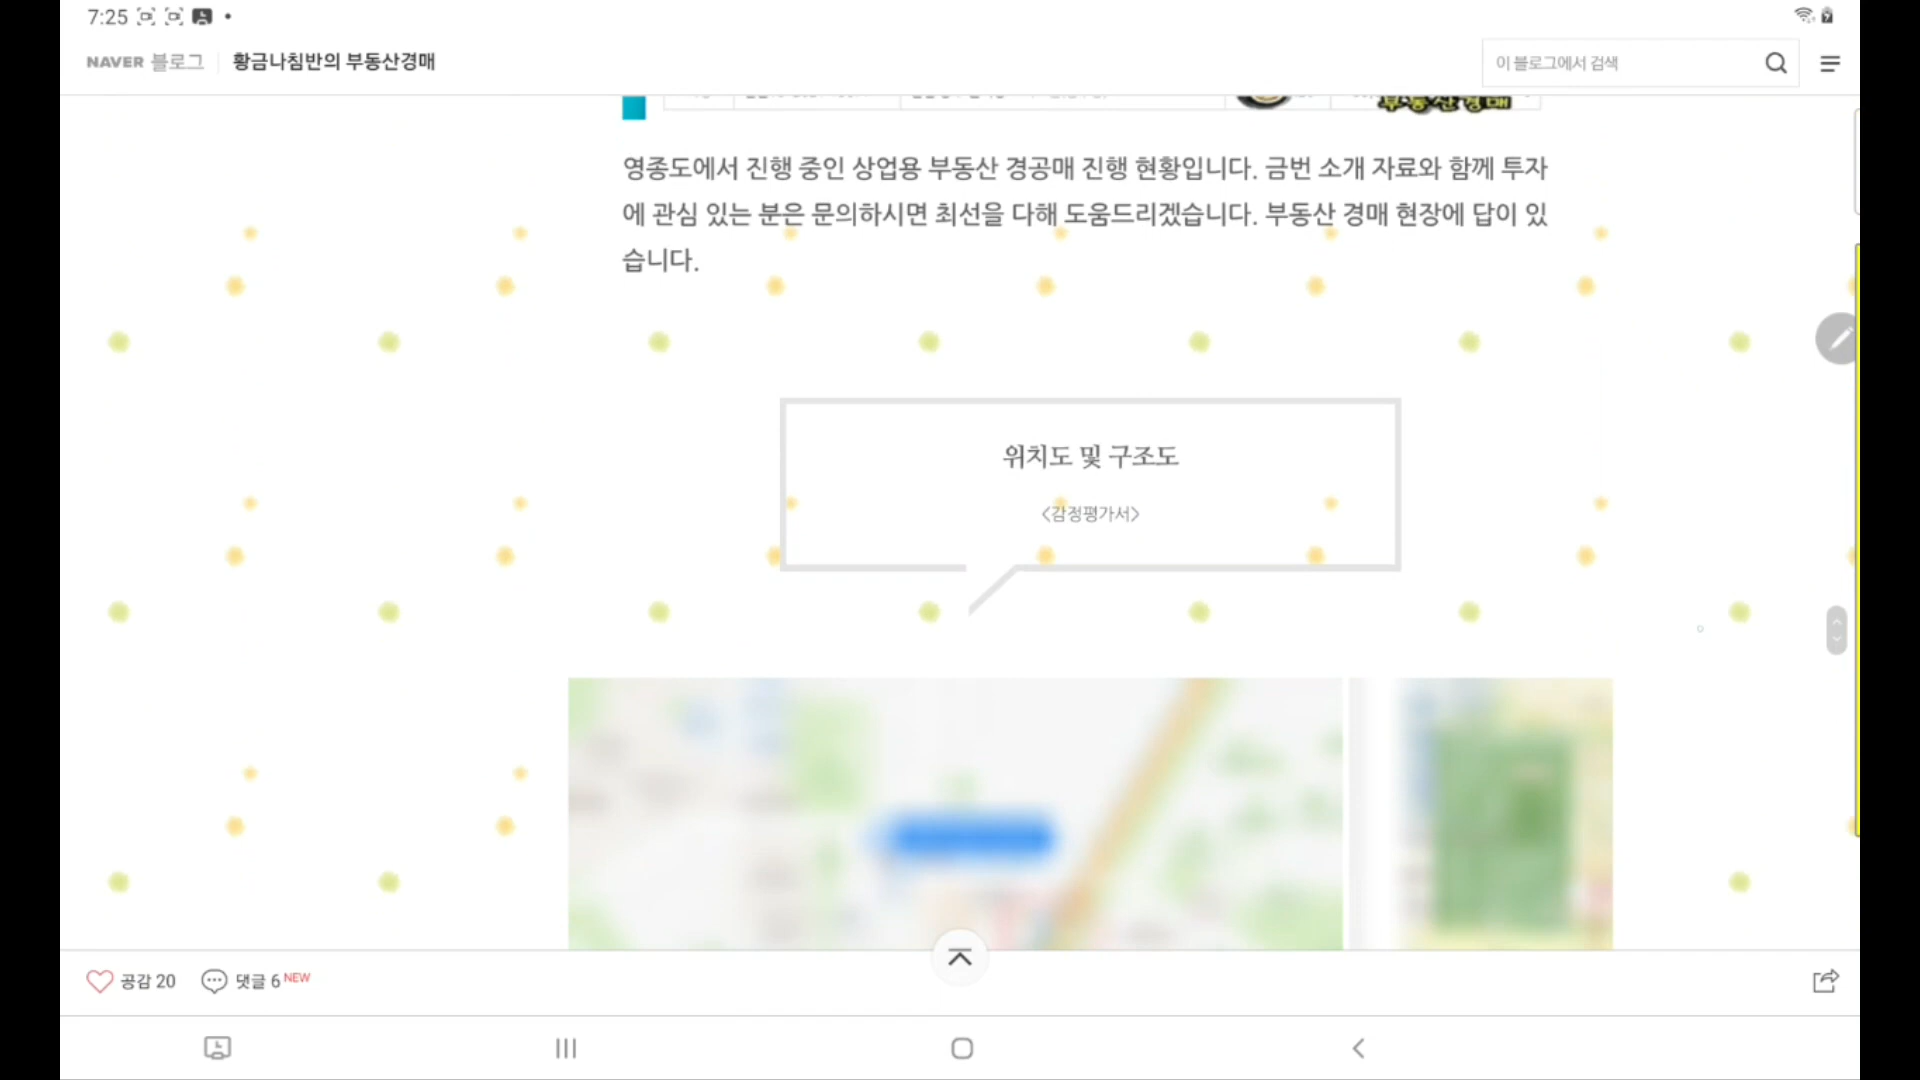 7:25
NAVER 블로그 황금나침반의 부동산경매
이 블로그에서 검색
부동산경매
영종도에서 진행 중인 상업용 부동산 경공매 진행 현황입니다. 금번 소개 자료와 함께 투자
에 관심 있는 분은 문의하시면 최선을 다해 도움드리겠습니다. 부동산 경매 현장에 답이 있
습니다.
위치도 및 구조도
<감정평가서>
공감 20 댓글 6 NEW